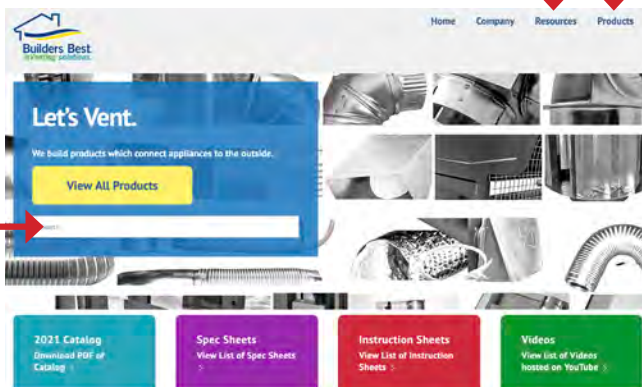 Builders Best
venting solutions
Home Company Resources Products
Let's Vent.
We build products which connect appliances to the outside.
View All Products
2021 Catalog
Download PDF of
Catalog >
Spec Sheets
View List of Spec Sheets
>
Instruction Sheets
View List of Instruction
Sheets >
Videos
View list of Videos
hosted on YouTube >